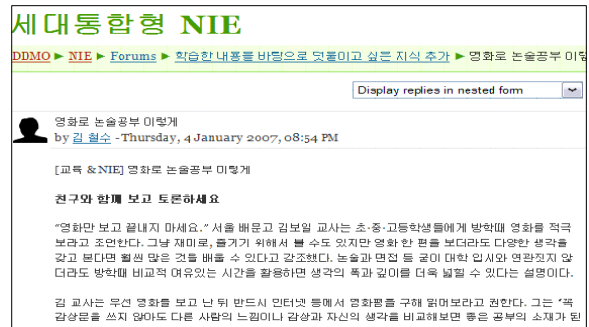 세대통합형 NIE
DDMO ► NIE ► Forums ► 학습한 내용을 바탕으로 덧붙이고 싶은 지식 추가 ► 영화로 논술공부 이렇
Display replies in nested form
영화로 논술공부 이렇게
by 김 철수 - Thursday, 4 January 2007, 08:54 PM
[교육 & NIE] 영화로 논술공부 이렇게
친구와 함께 보고 토론하세요
“영화만 보고 끝내지 마세요.” 서울 배문고 김보일 교사는 초·중·고등학생들에게 방학때 영화를 적극
보라고 조언한다. 그냥 재미로, 즐기기 위해서 볼 수도 있지만 영화 한 편을 보더라도 다양한 생각을
갖고 본다면 훨씬 많은 것들 배울 수 있다고 강조했다. 논술과 면접 등 굳이 대학 입시와 연관짓지 않
더라도 방학때 비교적 여유있는 시간을 활용하면 생각의 폭과 깊이를 더욱 넓힐 수 있다는 설명이다.
김 교사는 우선 영화를 보고 난 뒤 반드시 인터넷 등에서 영화평을 구해 읽어보라고 권한다. 그는 “꼭
감상문을 쓰지 않아도 다른 사람의 느낌이나 감상과 자신의 생각을 비교해보면 좋은 공부의 소재가 된